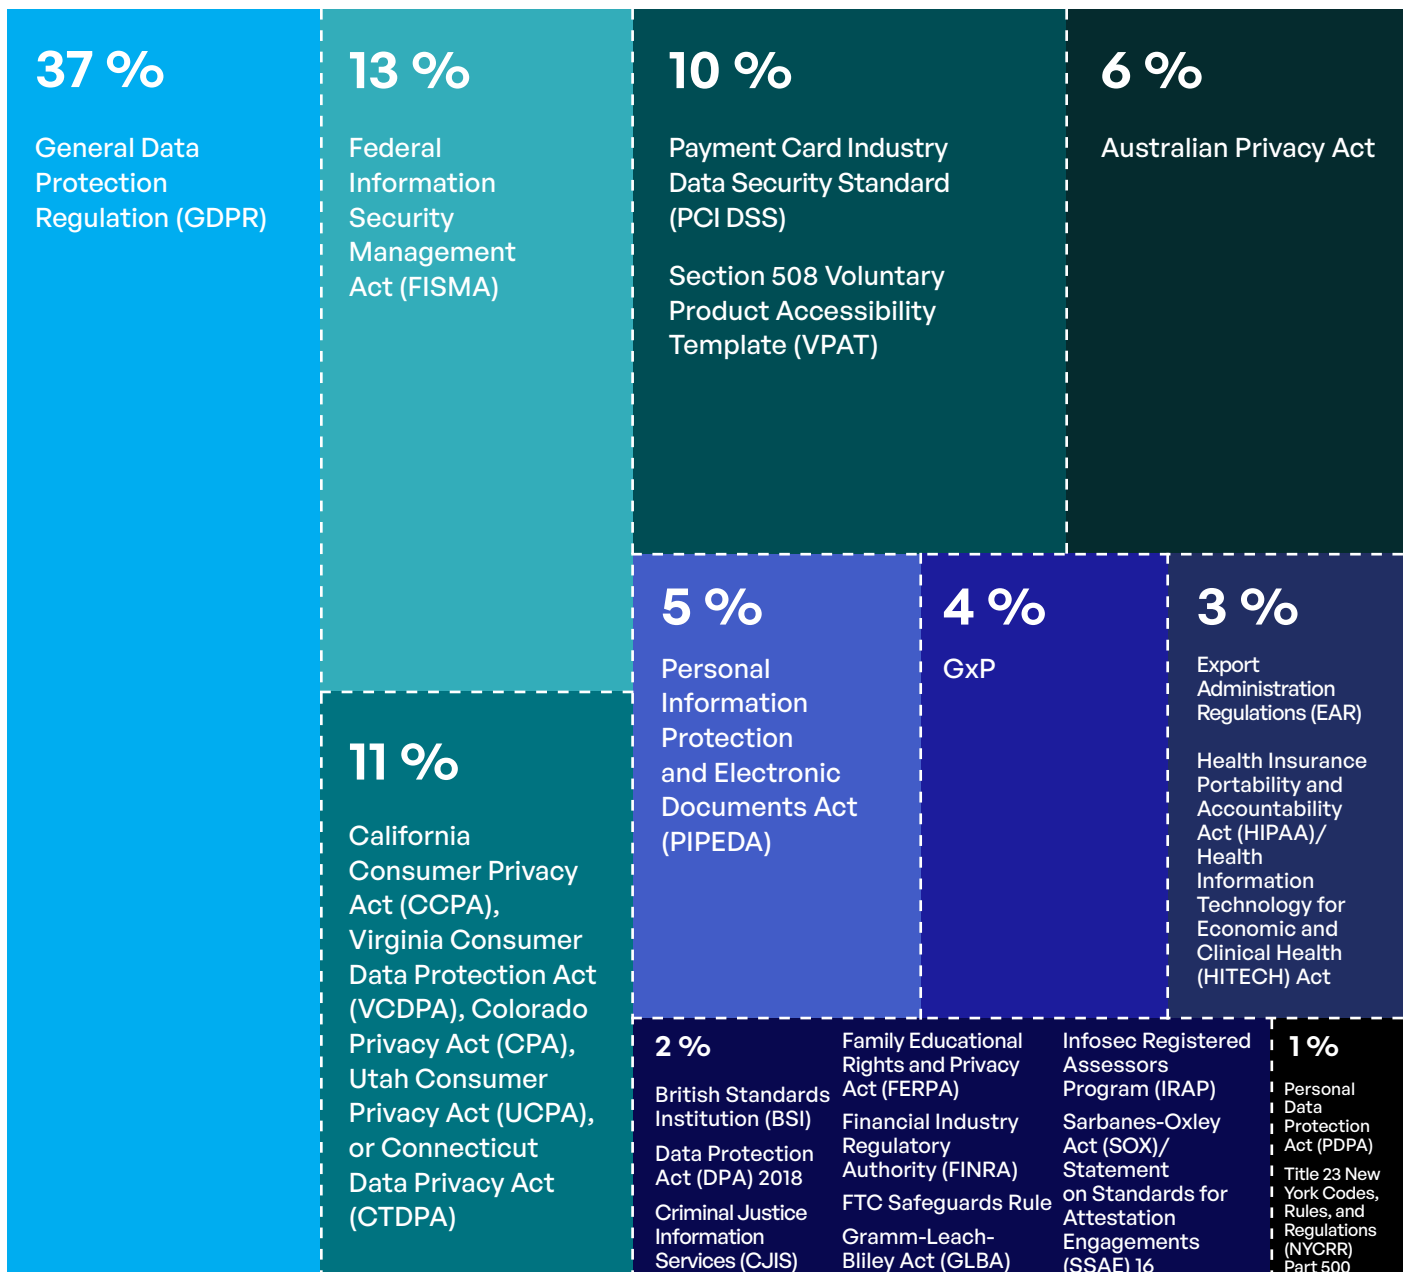 37 %
General Data
Protection
Regulation (GDPR)
13 %
Federal
Information
Security
Management
Act (FISMA)
10 %
Payment Card Industry
Data Security Standard
(PCI DSS)
Section 508 Voluntary
Product Accessibility
Template (VPAT)
6 %
Australian Privacy Act
11 %
California
Consumer Privacy
Act (CCPA),
Virginia Consumer
Data Protection Act
(VCDPA), Colorado
Privacy Act (CPA),
Utah Consumer
Privacy Act (UCPA),
or Connecticut
Data Privacy Act
(CTDPA)
5 %
Personal
Information
Protection
and Electronic
Documents Act
(PIPEDA)
4 %
GxP
3 %
Export
Administration
Regulations (EAR)
Health Insurance
Portability and
Accountability
Act (HIPAA)/
Health
Information
Technology for
Economic and
Clinical Health
(HITECH) Act
2 %
British Standards
Institution (BSI)
Data Protection
Act (DPA) 2018
Criminal Justice
Information
Services (CJIS)
Family Educational
Rights and Privacy
Act (FERPA)
Financial Industry
Regulatory
Authority (FINRA)
FTC Safeguards Rule
Gramm-Leach-
Bliley Act (GLBA)
Infosec Registered
Assessors
Program (IRAP)
Sarbanes-Oxley
Act (SOX)/
Statement
on Standards for
Attestation
Engagements
(SSAE) 16
1 %
Personal
Data
Protection
Act (PDPA)
Title 23 New
York Codes,
Rules, and
Regulations
(NYCRR)
Part 500